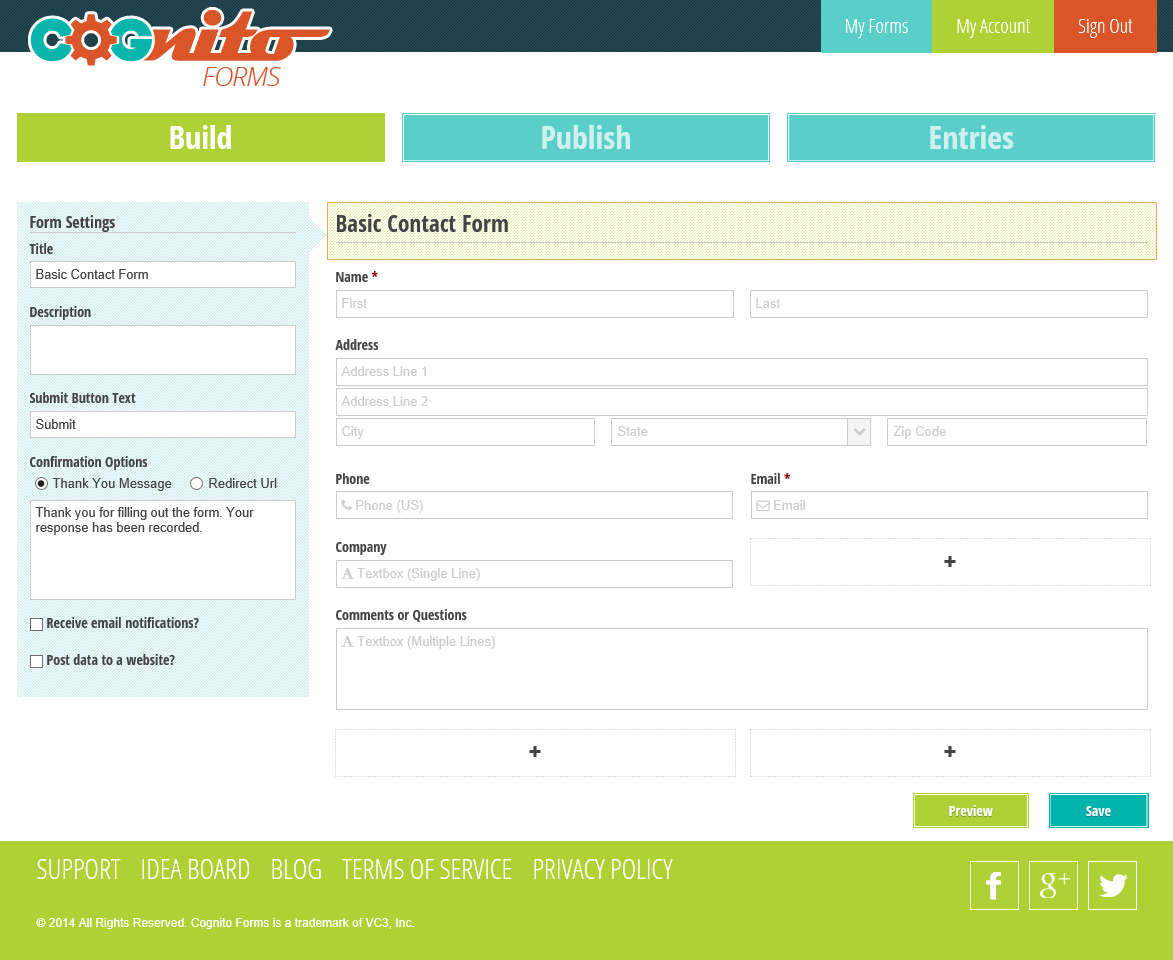 COGnito
FORMS
My Forms
My Account
Sign Out
Build
Publish
Entries
Form Settings
Title
Basic Contact Form
Description
Submit Button Text
Submit
Confirmation Options
Thank You Message
Redirect Url
Thank you for filling out the form. Your
response has been recorded.
Receive email notifications?
Post data to a website?
Basic Contact Form
Name *
First
Last
Address
Address Line 1
Address Line 2
City
State
Zip Code
Phone
Email *
Phone (US)
Email
Company
A Textbox (Single Line)
+
Comments or Questions
A Textbox (Multiple Lines)
+
+
Preview
Save
SUPPORT
IDEA BOARD
BLOG
TERMS OF SERVICE
PRIVACY POLICY
f
g+
© 2014 All Rights Reserved. Cognito Forms is a trademark of VC3, Inc.